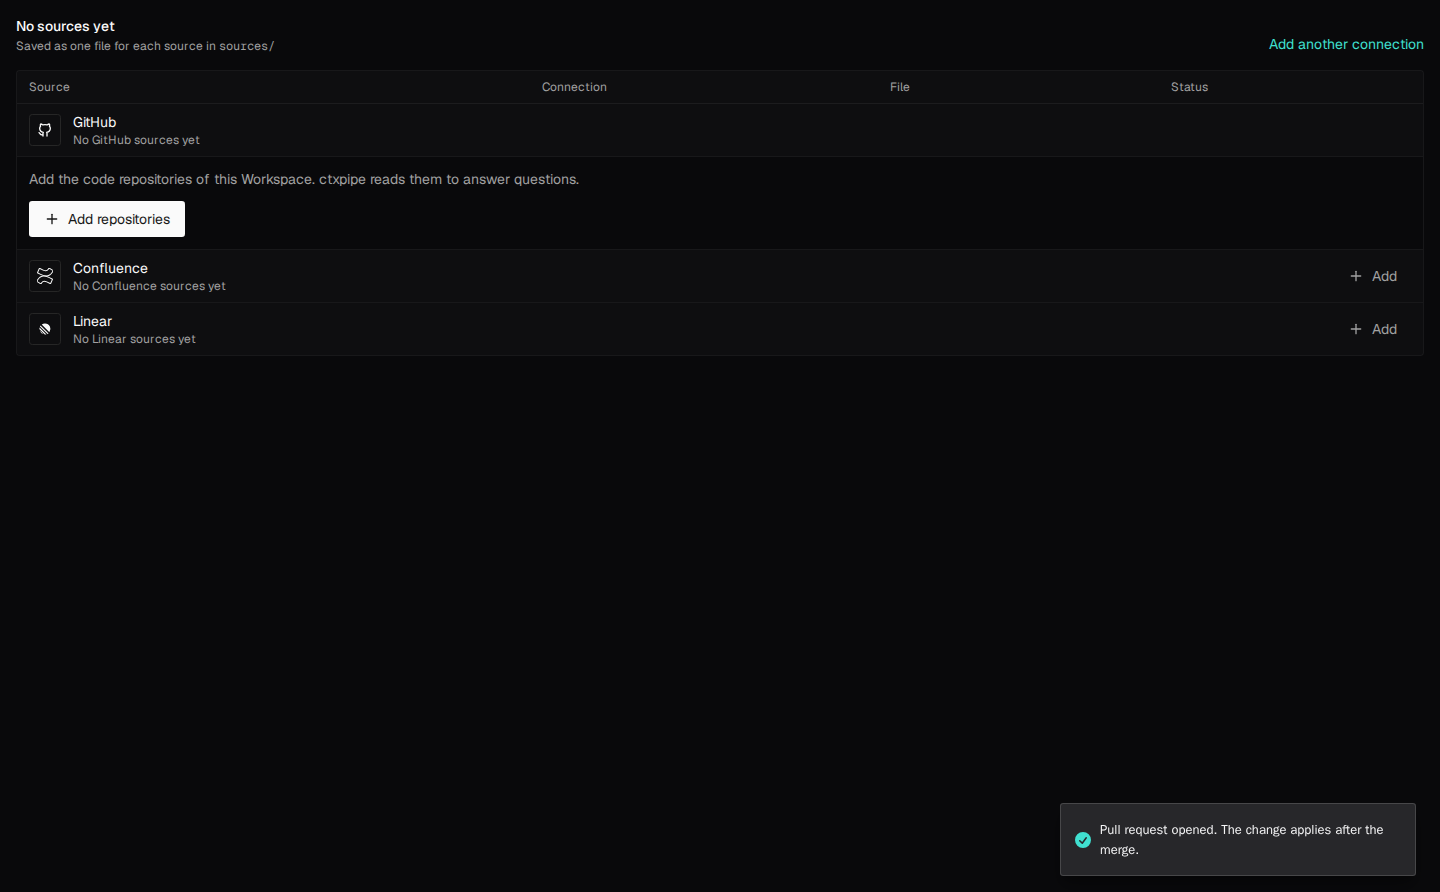 No sources yet
Saved as one file for each source in sources/
Add another connection
Source Connection File Status
GitHub
No GitHub sources yet
Add the code repositories of this Workspace. ctxpipe reads them to answer questions.
Add repositories
Confluence
No Confluence sources yet
Add
Linear
No Linear sources yet
Add
Pull request opened. The change applies after the
merge.